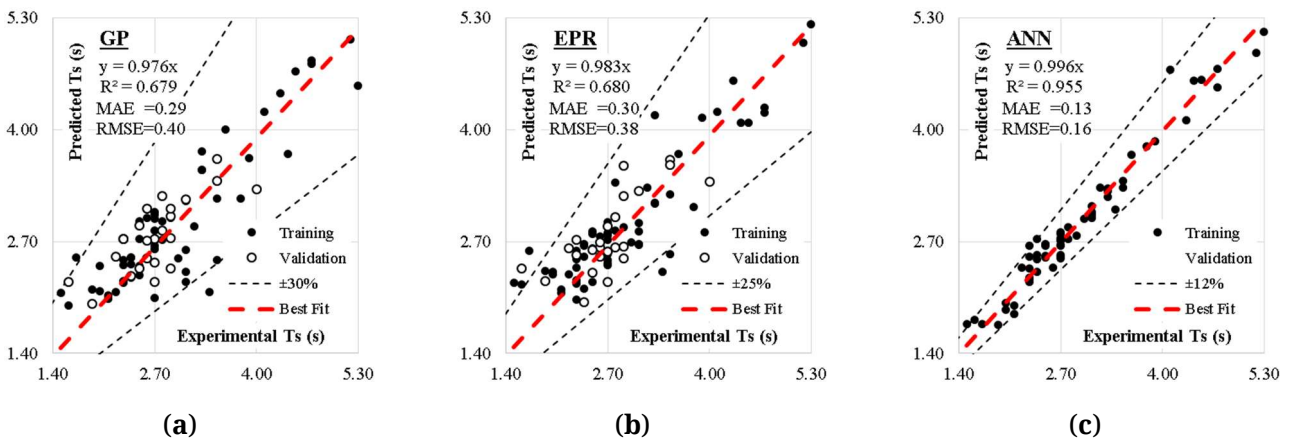 GP
y = 0.976x
R² = 0.679
MAE =0.29
RMSE=0.40
Predicted Ts (s)
5.30
4.00
2.70
1.40
Training
Validation
±30%
Best Fit
Experimental Ts (s)
1.40 2.70 4.00 5.30
(a)
EPR
y = 0.983x
R² = 0.680
MAE =0.30
RMSE=0.38
Predicted Ts (s)
5.30
4.00
2.70
1.40
Training
Validation
±25%
Best Fit
Experimental Ts (s)
1.40 2.70 4.00 5.30
(b)
ANN
y = 0.996x
R² = 0.955
MAE =0.13
RMSE=0.16
Predicted Ts (s)
5.30
4.00
2.70
1.40
Training
Validation
±12%
Best Fit
Experimental Ts (s)
1.40 2.70 4.00 5.30
(c)